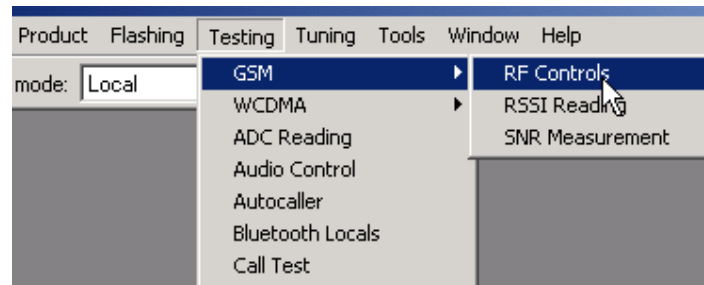 Product Flashing Testing Tuning Tools Window Help
mode: Local
GSM
WCDMA
ADC Reading
Audio Control
Autocaller
Bluetooth Locals
Call Test
RF Controls
RSSI Reading
SNR Measurement